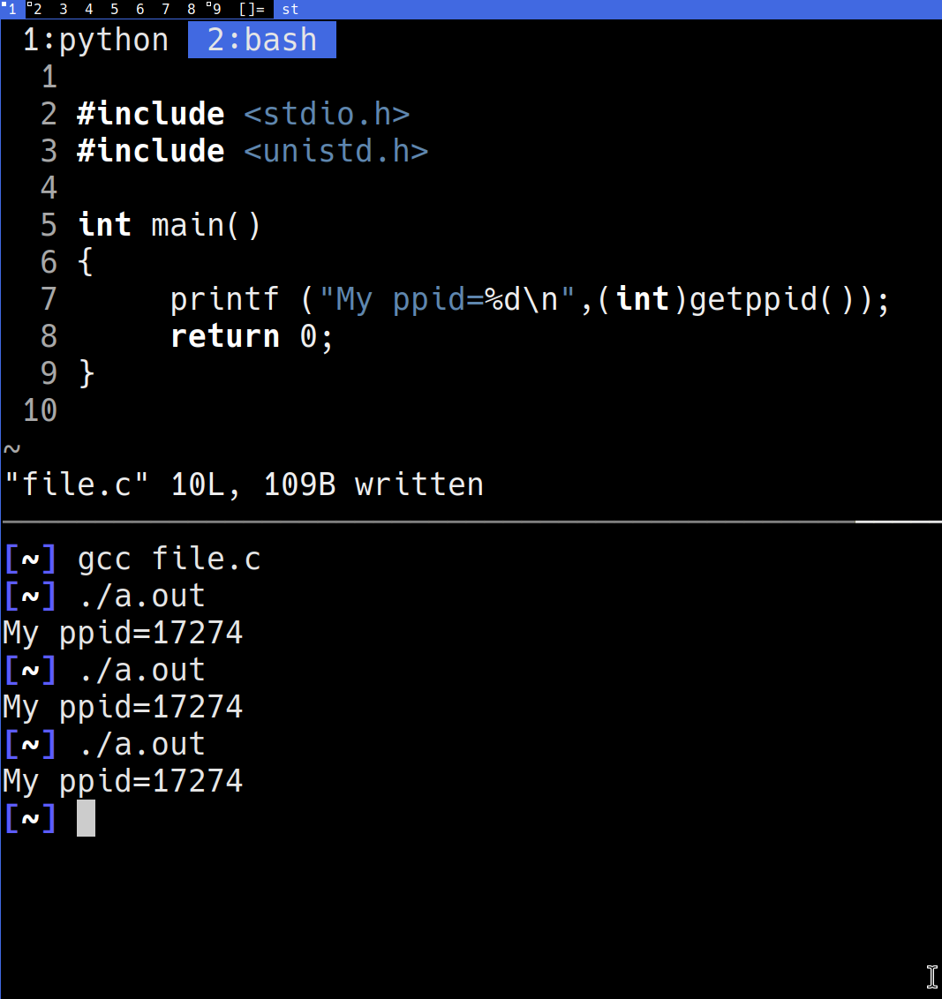 1 2 3 4 5 6 7 8 9 []= st
1:python 2:bash
1
2 #include <stdio.h>
3 #include <unistd.h>
4
5 int main()
6 {
7      printf ("My ppid=%d\n",(int)getppid());
8      return 0;
9 }
10
~
"file.c" 10L, 109B written
[~] gcc file.c
[~] ./a.out
My ppid=17274
[~] ./a.out
My ppid=17274
[~] ./a.out
My ppid=17274
[~]